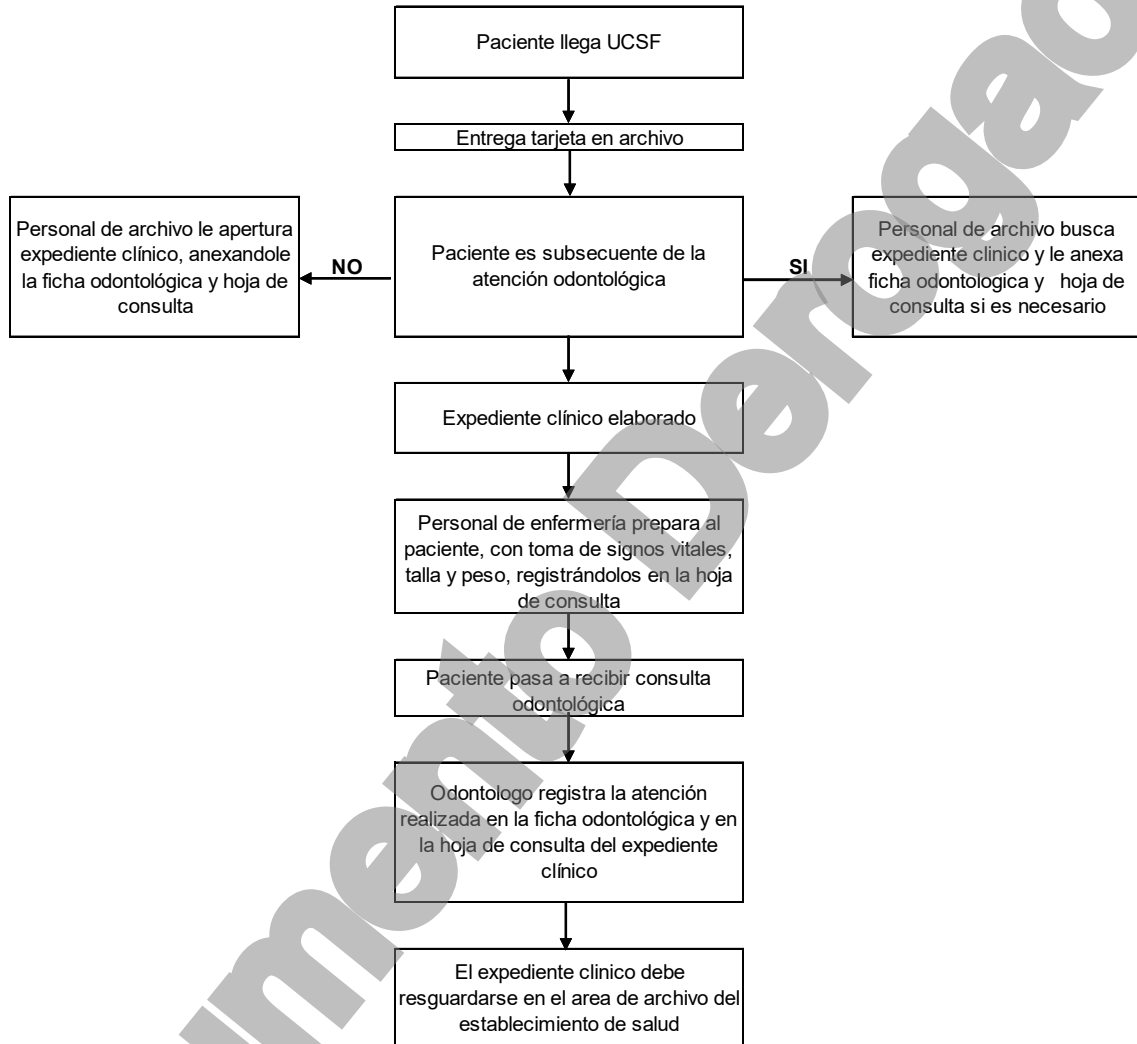 Paciente llega UCSF
Entrega tarjeta en archivo
Personal de archivo le apertura
expediente clínico, anexandole
la ficha odontológica y hoja de
consulta
NO
Paciente es subsecuente de la
atención odontológica
SI
Personal de archivo busca
expediente clinico y le anexa
ficha odontologica y hoja de
consulta si es necesario
Expediente clínico elaborado
Personal de enfermería prepara al
paciente, con toma de signos vitales,
talla y peso, registrándolos en la hoja
de consulta
Paciente pasa a recibir consulta
odontológica
Odontologo registra la atención
realizada en la ficha odontológica y en
la hoja de consulta del expediente
clínico
El expediente clinico debe
resguardarse en el area de archivo del
establecimiento de salud